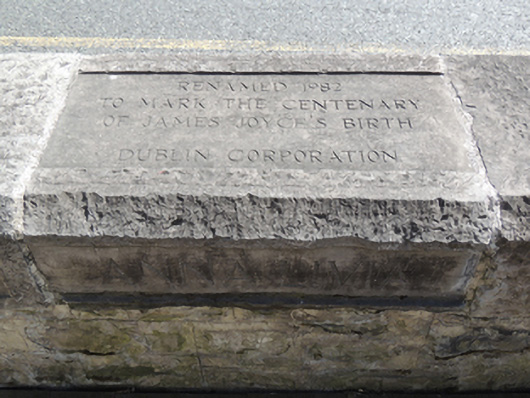 RENAMED 1982
TO MARK THE CENTENARY
OF JAMES JOYCE'S BIRTH
DUBLIN CORPORATION